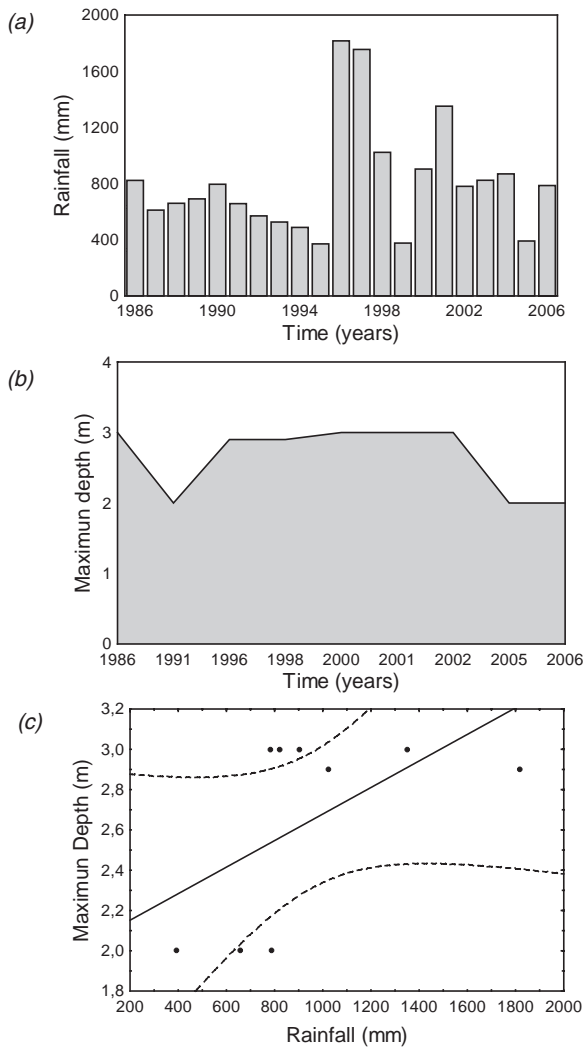 (a)
2000
1600
1200
800
400
0
Rainfall (mm)
1986 1990 1994 1998 2002 2006
Time (years)
(b)
4
3
2
1
0
Maximun depth (m)
1986 1991 1996 1998 2000 2001 2002 2005 2006
Time (years)
(c)
3,2
3,0
2,8
2,6
2,4
2,2
2,0
1,8
Maximun Depth (m)
200 400 600 800 1000 1200 1400 1600 1800 2000
Rainfall (mm)